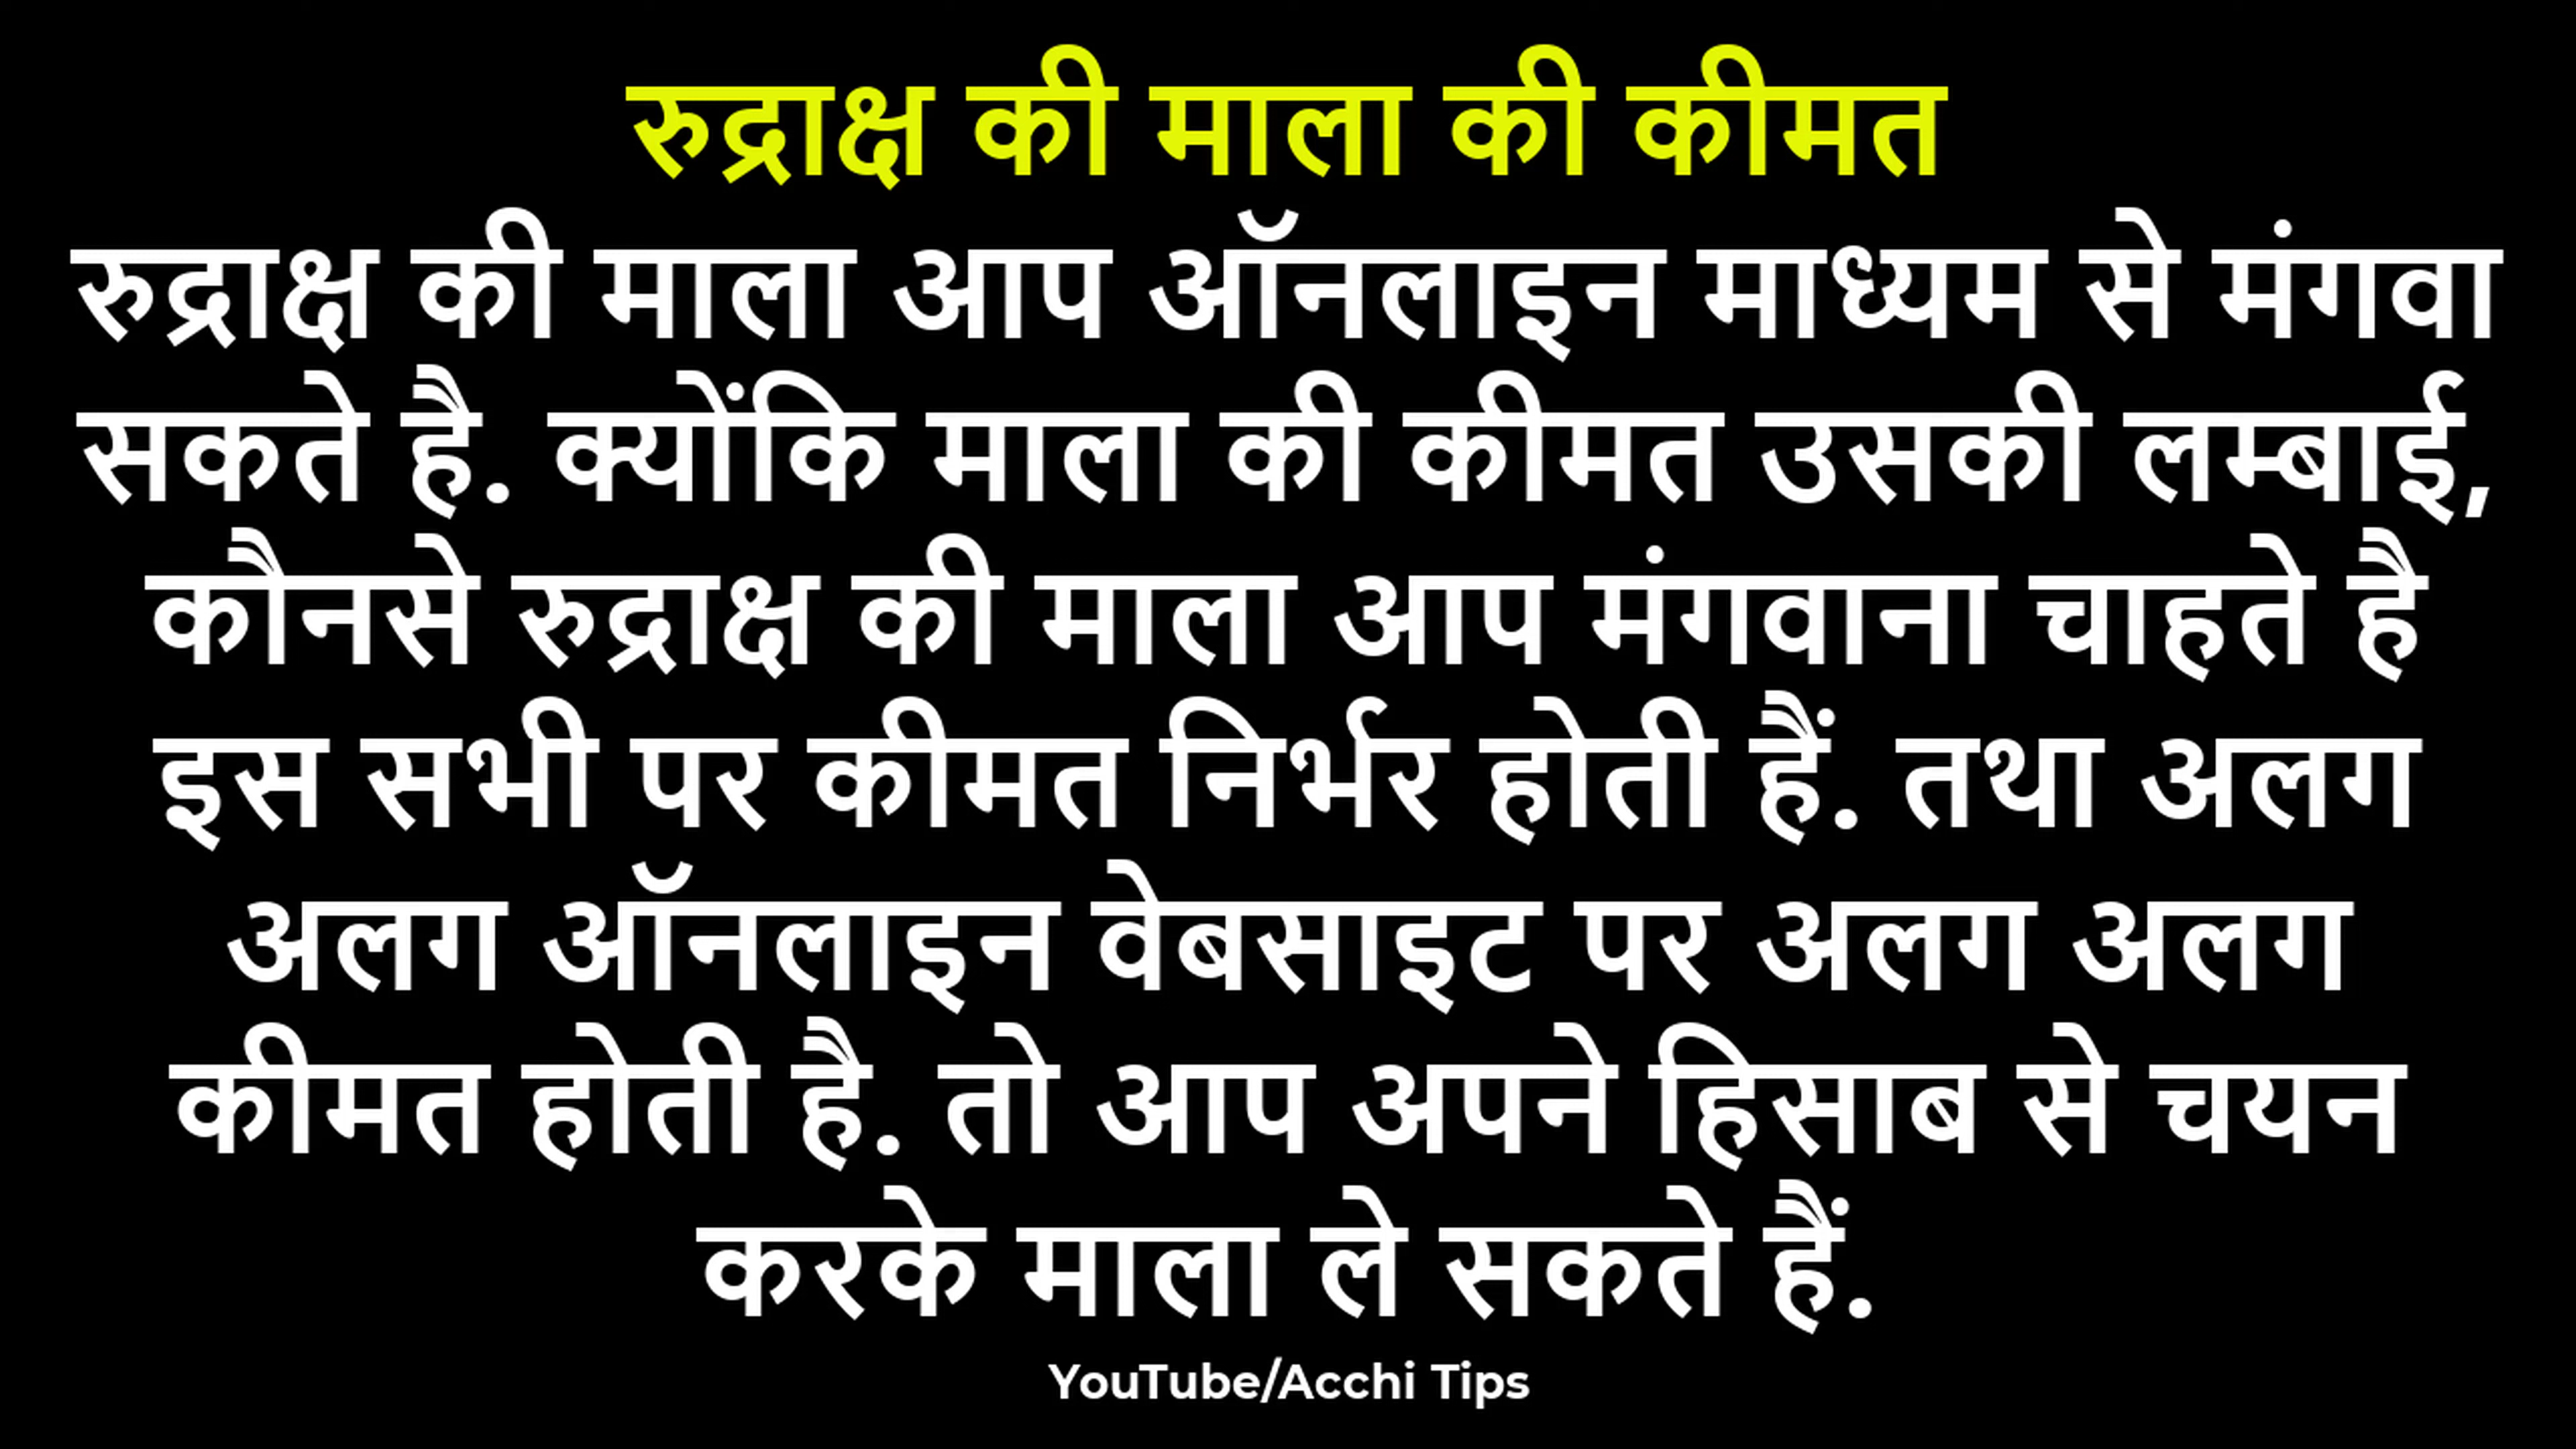 रुद्राक्ष की माला की कीमत
रुद्राक्ष की माला आप ऑनलाइन माध्यम से मंगवा
सकते है. क्योंकि माला की कीमत उसकी लम्बाई,
कौनसे रुद्राक्ष की माला आप मंगवाना चाहते है
इस सभी पर कीमत निर्भर होती हैं. तथा अलग
अलग ऑनलाइन वेबसाइट पर अलग अलग
कीमत होती है. तो आप अपने हिसाब से चयन
करके माला ले सकते हैं.
YouTube/Acchi Tips